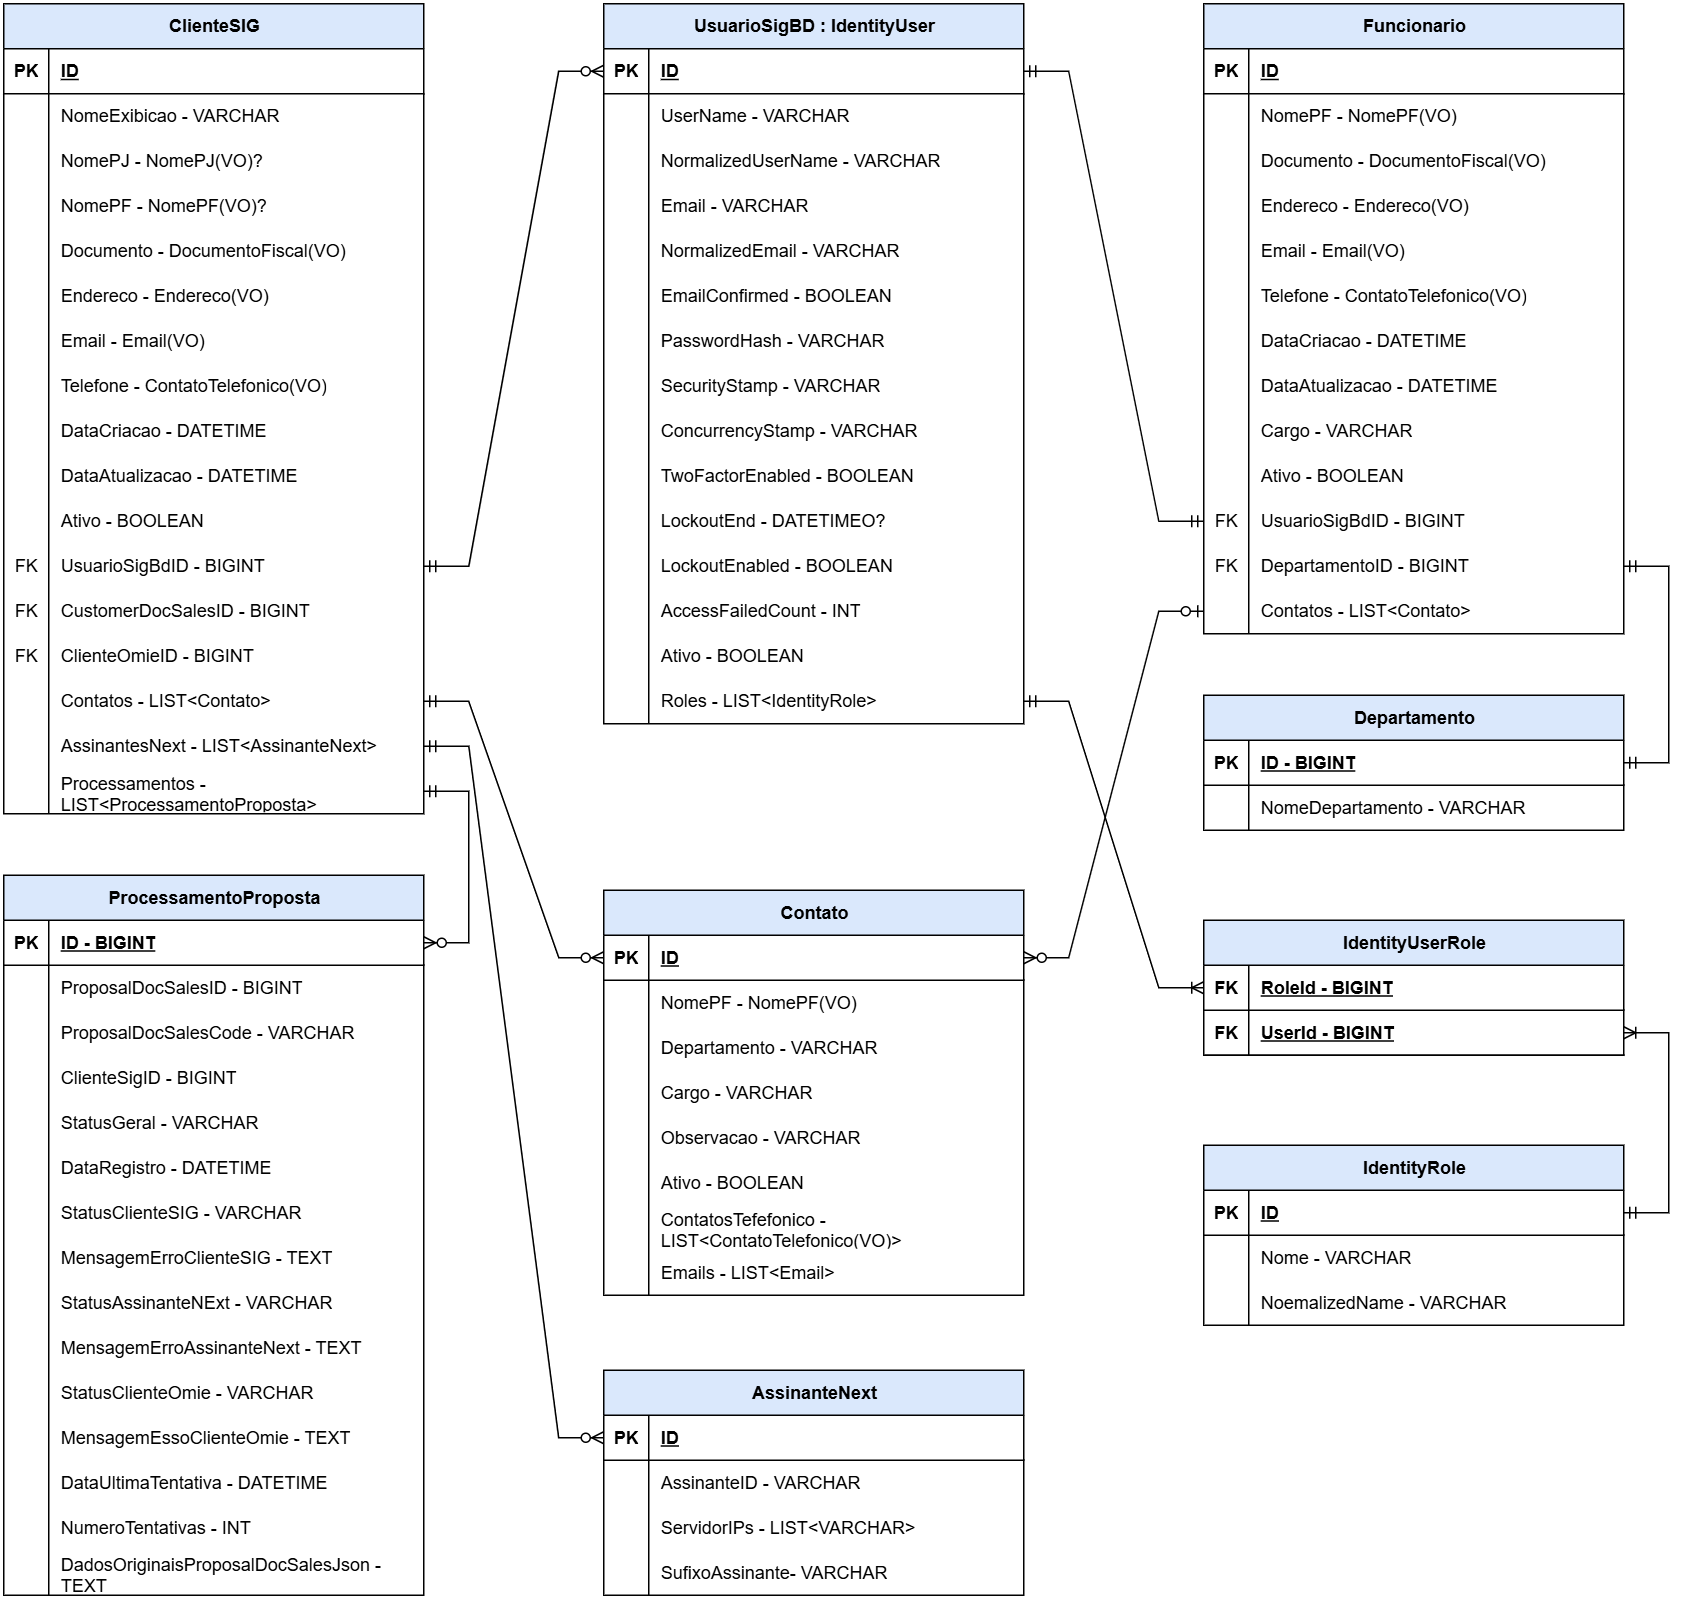 ClienteSIG
PK ID
NomeExibicao - VARCHAR
NomePJ - NomePJ(VO)?
NomePF - NomePF(VO)?
Documento - DocumentoFiscal(VO)
Endereco - Endereco(VO)
Email - Email(VO)
Telefone - ContatoTelefonico(VO)
DataCriacao - DATETIME
DataAtualizacao - DATETIME
Ativo - BOOLEAN
FK UsuarioSigBdID - BIGINT
FK CustomerDocSalesID - BIGINT
FK ClienteOmieID - BIGINT
Contatos - LIST<Contato>
AssinantesNext - LIST<AssinanteNext>
Processamentos -
LIST<ProcessamentoProposta>
ProcessamentoProposta
PK ID - BIGINT
ProposalDocSalesID - BIGINT
ProposalDocSalesCode - VARCHAR
ClienteSigID - BIGINT
StatusGeral - VARCHAR
DataRegistro - DATETIME
StatusClienteSIG - VARCHAR
MensagemErroClienteSIG - TEXT
StatusAssinanteNExt - VARCHAR
MensagemErroAssinanteNext - TEXT
StatusClienteOmie - VARCHAR
MensagemEssoClienteOmie - TEXT
DataUltimaTentativa - DATETIME
NumeroTentativas - INT
DadosOriginaisProposalDocSalesJson -
TEXT
UsuarioSigBD : IdentityUser
PK ID
UserName - VARCHAR
NormalizedUserName - VARCHAR
Email - VARCHAR
NormalizedEmail - VARCHAR
EmailConfirmed - BOOLEAN
PasswordHash - VARCHAR
SecurityStamp - VARCHAR
ConcurrencyStamp - VARCHAR
TwoFactorEnabled - BOOLEAN
LockoutEnd - DATETIMEO?
LockoutEnabled - BOOLEAN
AccessFailedCount - INT
Ativo - BOOLEAN
Roles - LIST<IdentityRole>
Contato
PK ID
NomePF - NomePF(VO)
Departamento - VARCHAR
Cargo - VARCHAR
Observacao - VARCHAR
Ativo - BOOLEAN
ContatosTefefonico -
LIST<ContatoTelefonico(VO)>
Emails - LIST<Email>
AssinanteNext
PK ID
AssinanteID - VARCHAR
ServidorIPs - LIST<VARCHAR>
SufixoAssinante- VARCHAR
Funcionario
PK ID
NomePF - NomePF(VO)
Documento - DocumentoFiscal(VO)
Endereco - Endereco(VO)
Email - Email(VO)
Telefone - ContatoTelefonico(VO)
DataCriacao - DATETIME
DataAtualizacao - DATETIME
Cargo - VARCHAR
Ativo - BOOLEAN
FK UsuarioSigBdID - BIGINT
FK DepartamentoID - BIGINT
Contatos - LIST<Contato>
Departamento
PK ID - BIGINT
NomeDepartamento - VARCHAR
IdentityUserRole
FK RoleId - BIGINT
FK UserId - BIGINT
IdentityRole
PK ID
Nome - VARCHAR
NoemalizedName - VARCHAR